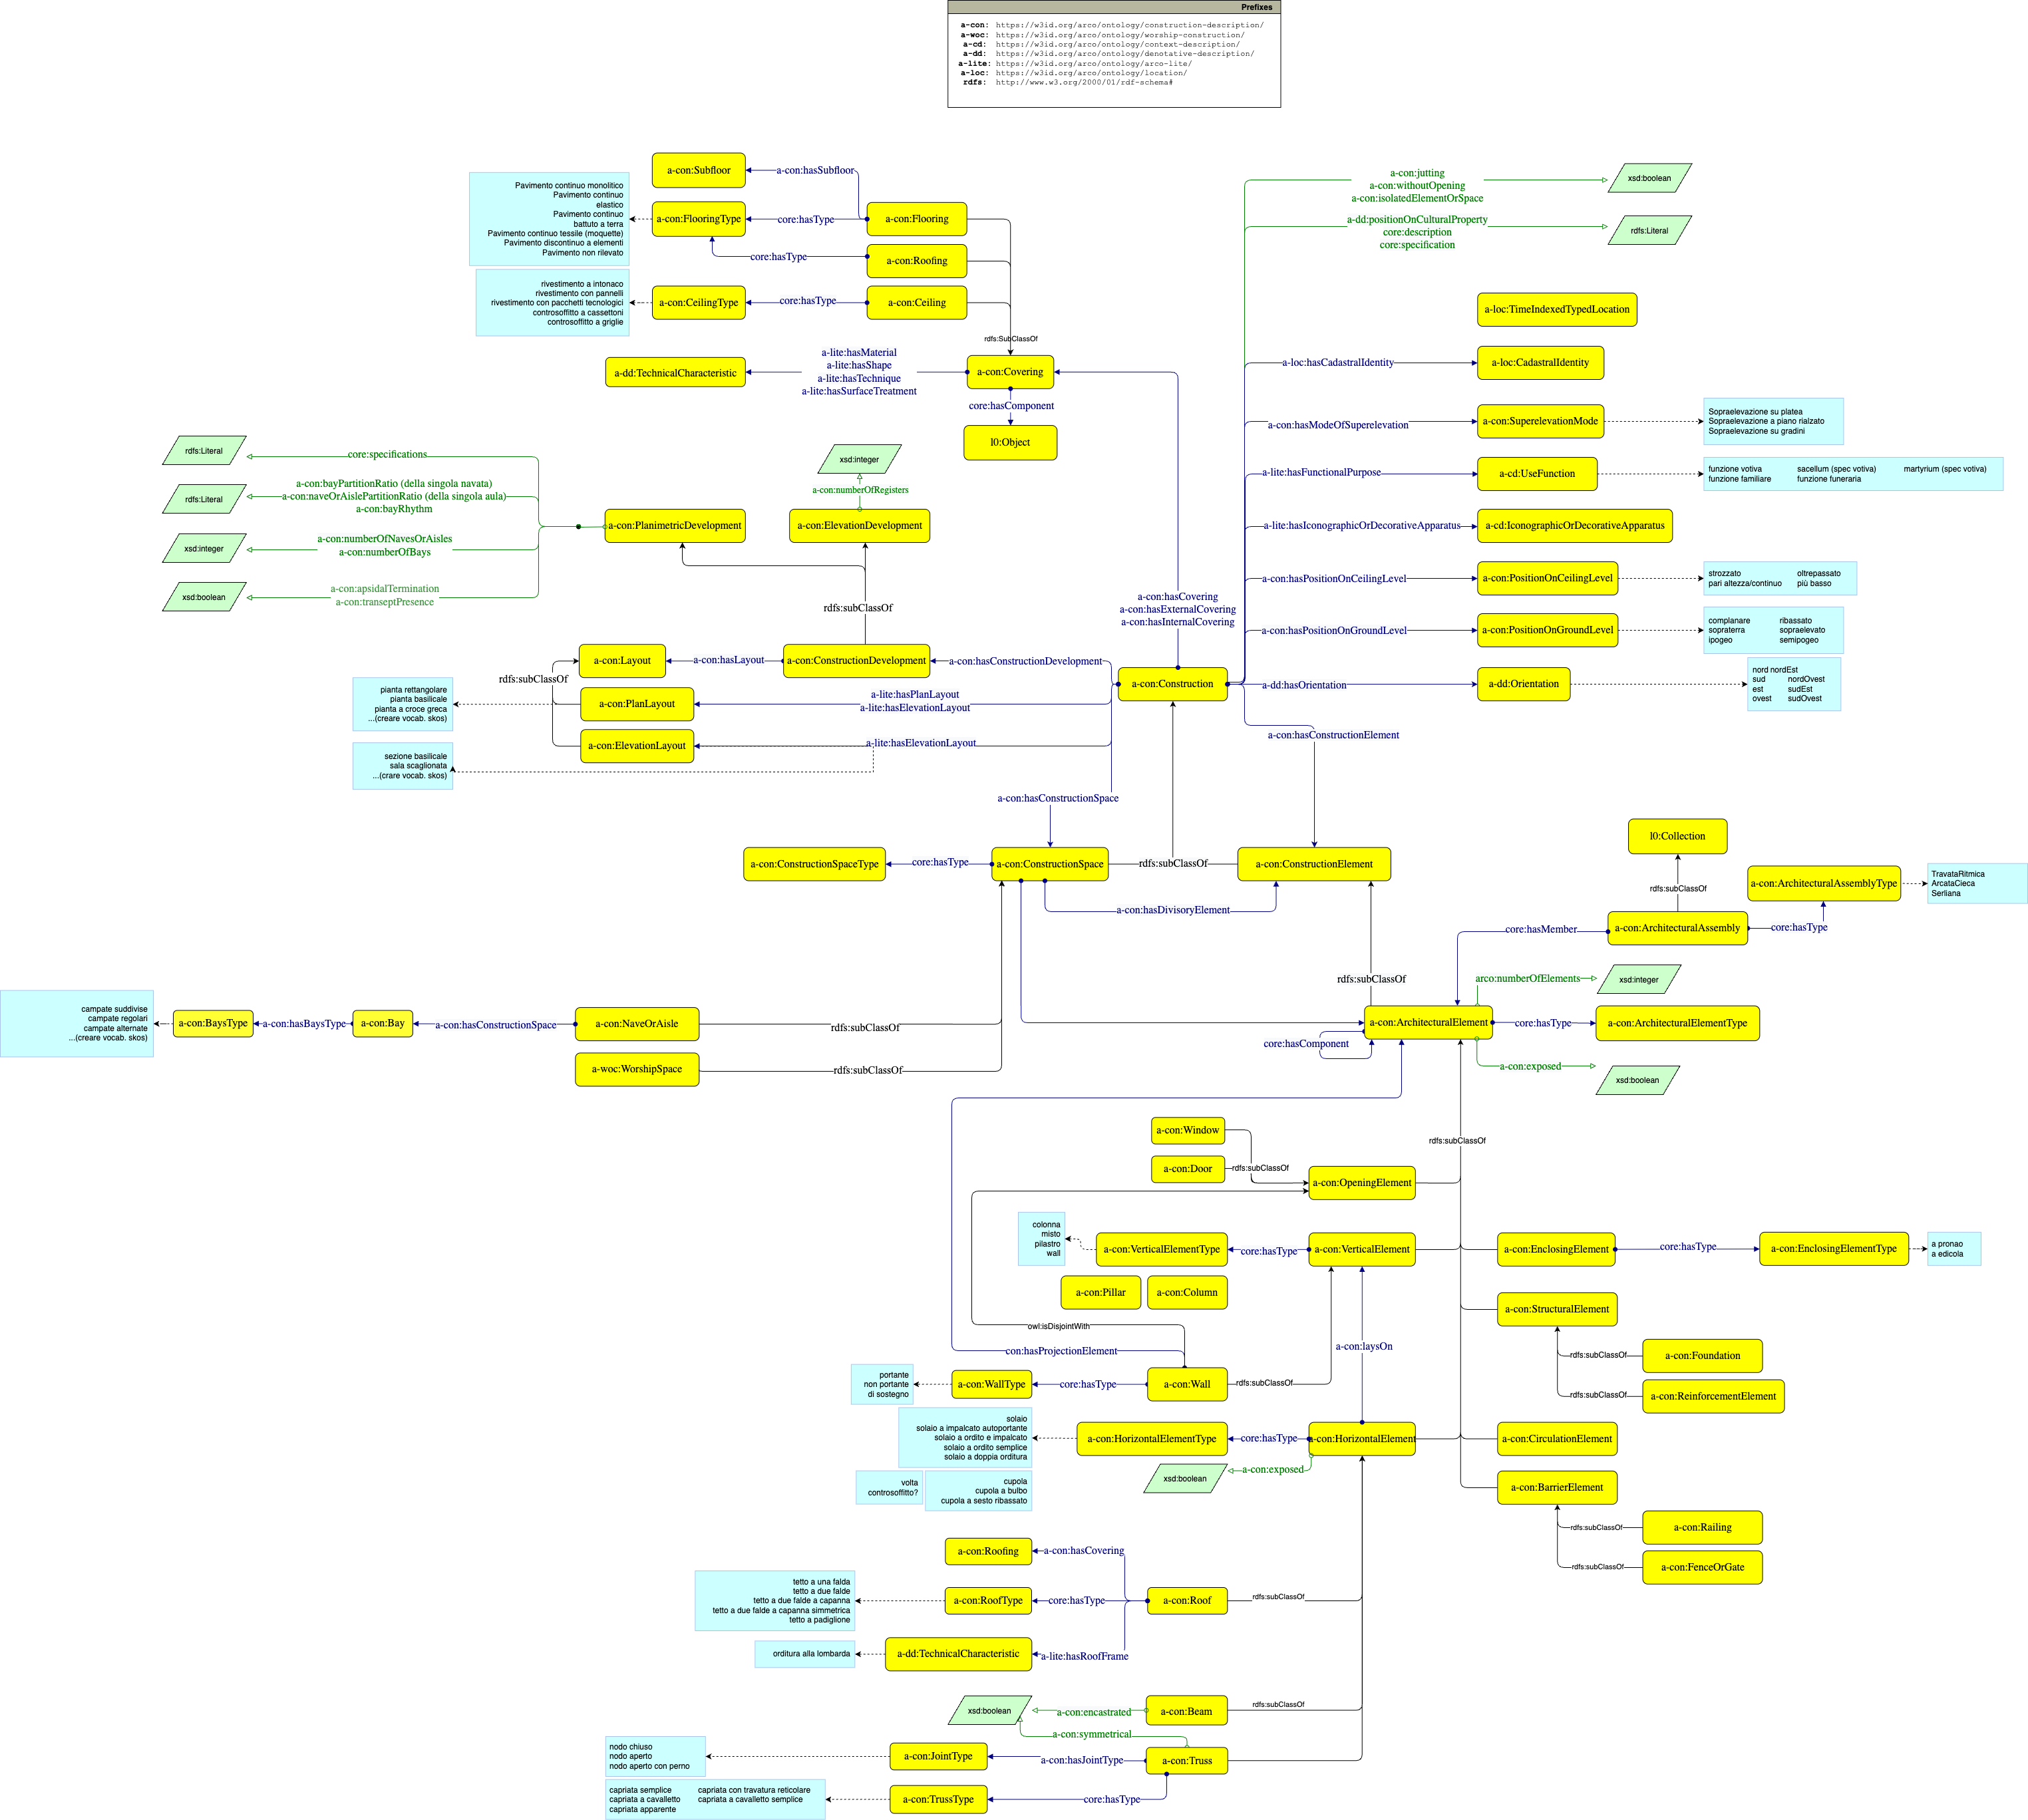 Prefixes
a-con: https://w3id.org/arco/ontology/construction-description/
a-woc: https://w3id.org/arco/ontology/worship-construction/
a-cd: https://w3id.org/arco/ontology/context-description/
a-dd: https://w3id.org/arco/ontology/denotative-description/
a-lite: https://w3id.org/arco/ontology/arco-lite/
a-loc: https://w3id.org/arco/ontology/location/
rdfs: http://www.w3.org/2000/01/rdf-schema#
a-con:Subfloor
a-con:hasSubfloor
Pavimento continuo monolitico
Pavimento continuo
elastico
Pavimento continuo
battuto a terra
Pavimento continuo tessile (moquette)
Pavimento discontinuo a elementi
Pavimento non rilevato
a-con:FlooringType
core:hasType
a-con:Flooring
core:hasType
a-con:Roofing
rivestimento a intonaco
rivestimento con pannelli
rivestimento con pacchetti tecnologici
controsoffitto a cassettoni
controsoffitto a griglie
a-con:CeilingType
core:hasType
a-con:Ceiling
rdfs:SubClassOf
a-dd:TechnicalCharacteristic
a-lite:hasMaterial
a-lite:hasShape
a-lite:hasTechnique
a-lite:hasSurfaceTreatment
a-con:Covering
core:hasComponent
l0:Object
a-con:jutting
a-con:withoutOpening
a-con:isolatedElementOrSpace
xsd:boolean
a-dd:positionOnCulturalProperty
core:description
core:specification
rdfs:Literal
a-loc:TimeIndexedTypedLocation
a-loc:hasCadastralIdentity
a-loc:CadastralIdentity
a-con:hasModeOfSuperelevation
a-con:SuperelevationMode
Sopraelevazione su platea
Sopraelevazione a piano rialzato
Sopraelevazione su gradini
a-lite:hasFunctionalPurpose
a-cd:UseFunction
funzione votiva sacellum (spec votiva) martyrium (spec votiva)
funzione familiare funzione funeraria
a-lite:hasIconographicOrDecorativeApparatus
a-cd:IconographicOrDecorativeApparatus
a-con:hasPositionOnCeilingLevel
a-con:PositionOnCeilingLevel
strozzato oltrepassato
pari altezza/continuo più basso
a-con:hasPositionOnGroundLevel
a-con:PositionOnGroundLevel
complanare ribassato
sopraterra sopraelevato
ipogeo semipogeo
a-dd:hasOrientation
a-dd:Orientation
nord nordEst
sud nordOvest
est sudEst
ovest sudOvest
rdfs:Literal
core:specifications
rdfs:Literal
a-con:bayPartitionRatio (della singola navata)
a-con:naveOrAislePartitionRatio (della singola aula)
a-con:bayRhythm
xsd:integer
a-con:numberOfNavesOrAisles
a-con:numberOfBays
xsd:boolean
a-con:apsidalTermination
a-con:transeptPresence
xsd:integer
a-con:numberOfRegisters
a-con:PlanimetricDevelopment
a-con:ElevationDevelopment
rdfs:subClassOf
a-con:hasCovering
a-con:hasExternalCovering
a-con:hasInternalCovering
a-con:Layout
a-con:hasLayout
a-con:ConstructionDevelopment
a-con:hasConstructionDevelopment
a-con:Construction
rdfs:subClassOf
pianta rettangolare
pianta basilicale
pianta a croce greca
...(creare vocab. skos)
a-con:PlanLayout
a-lite:hasPlanLayout
a-lite:hasElevationLayout
a-con:ElevationLayout
a-lite:hasElevationLayout
sezione basilicale
sala scaglionata
...(crare vocab. skos)
a-con:hasConstructionElement
a-con:hasConstructionSpace
a-con:ConstructionSpaceType
core:hasType
a-con:ConstructionSpace
rdfs:subClassOf
a-con:ConstructionElement
a-con:hasDivisoryElement
l0:Collection
rdfs:subClassOf
a-con:ArchitecturalAssemblyType
TravataRitmica
ArcataCieca
Serliana
core:hasMember
a-con:ArchitecturalAssembly
core:hasType
rdfs:subClassOf
arco:numberOfElements
xsd:integer
campate suddivise
campate regolari
campate alternate
...(creare vocab. skos)
a-con:BaysType
a-con:hasBaysType
a-con:Bay
a-con:hasConstructionSpace
a-con:NaveOrAisle
rdfs:subClassOf
a-con:ArchitecturalElement
core:hasType
a-con:ArchitecturalElementType
core:hasComponent
a-woc:WorshipSpace
rdfs:subClassOf
a-con:exposed
xsd:boolean
a-con:Window
rdfs:subClassOf
a-con:Door
rdfs:subClassOf
a-con:OpeningElement
colonna
misto
pilastro
wall
a-con:VerticalElementType
core:hasType
a-con:VerticalElement
a-con:EnclosingElement
core:hasType
a-con:EnclosingElementType
a pronao
a edicola
a-con:Pillar
a-con:Column
a-con:StructuralElement
owl:isDisjointWith
a-con:laysOn
con:hasProjectionElement
rdfs:subClassOf
a-con:Foundation
portante
non portante
di sostegno
a-con:WallType
core:hasType
a-con:Wall
rdfs:subClassOf
rdfs:subClassOf
a-con:ReinforcementElement
solaio
solaio a impalcato autoportante
solaio a ordito e impalcato
solaio a ordito semplice
solaio a doppia orditura
a-con:HorizontalElementType
core:hasType
a-con:HorizontalElement
a-con:CirculationElement
xsd:boolean
a-con:exposed
volta
controsoffitto?
cupola
cupola a bulbo
cupola a sesto ribassato
a-con:BarrierElement
rdfs:subClassOf
a-con:Railing
rdfs:subClassOf
a-con:FenceOrGate
a-con:Roofing
a-con:hasCovering
tetto a una falda
tetto a due falde
tetto a due falde a capanna
tetto a due falde a capanna simmetrica
tetto a padiglione
a-con:RoofType
core:hasType
a-con:Roof
rdfs:subClassOf
orditura alla lombarda
a-dd:TechnicalCharacteristic
a-lite:hasRoofFrame
xsd:boolean
a-con:encastrated
a-con:Beam
rdfs:subClassOf
a-con:symmetrical
nodo chiuso
nodo aperto
nodo aperto con perno
a-con:JointType
a-con:hasJointType
a-con:Truss
capriata semplice capriata con travatura reticolare
capriata a cavalletto capriata a cavalletto semplice
capriata apparente
a-con:TrussType
core:hasType